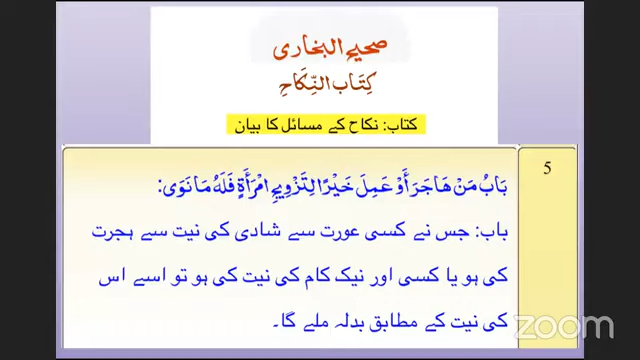 صحیح البخاری
كِتَاب النِّكَاحِ
کتاب: نکاح کے مسائل کا بیان
5
بَابُ مَنْ هَاجَرَ أَوْ عَمِلَ خَيْرًا لِتَزْوِيجِ امْرَأَةٍ فَلَهُ مَا نَوَى:
باب: جس نے کسی عورت سے شادی کی نیت سے ہجرت
کی ہو یا کسی اور نیک کام کی نیت کی ہو تو اسے اس
کی نیت کے مطابق بدلہ ملے گا۔
zoom